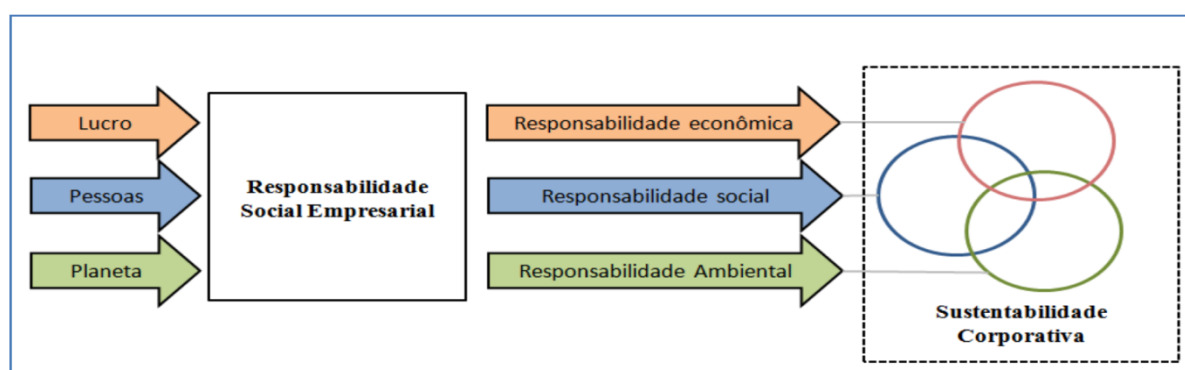 Lucro
Pessoas
Planeta
Responsabilidade
Social Empresarial
Responsabilidade econômica
Responsabilidade social
Responsabilidade Ambiental
Sustentabilidade
Corporativa